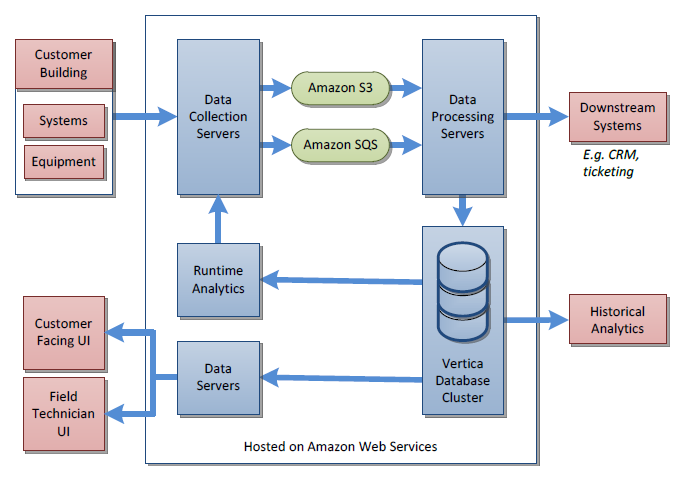 Customer
Building
Systems
Equipment
Data
Collection
Servers
Amazon S3
Amazon SQS
Data
Processing
Servers
Downstream
Systems
E.g. CRM,
ticketing
Runtime
Analytics
Vertica
Database
Cluster
Historical
Analytics
Customer
Facing UI
Field
Technician
UI
Data
Servers
Hosted on Amazon Web Services